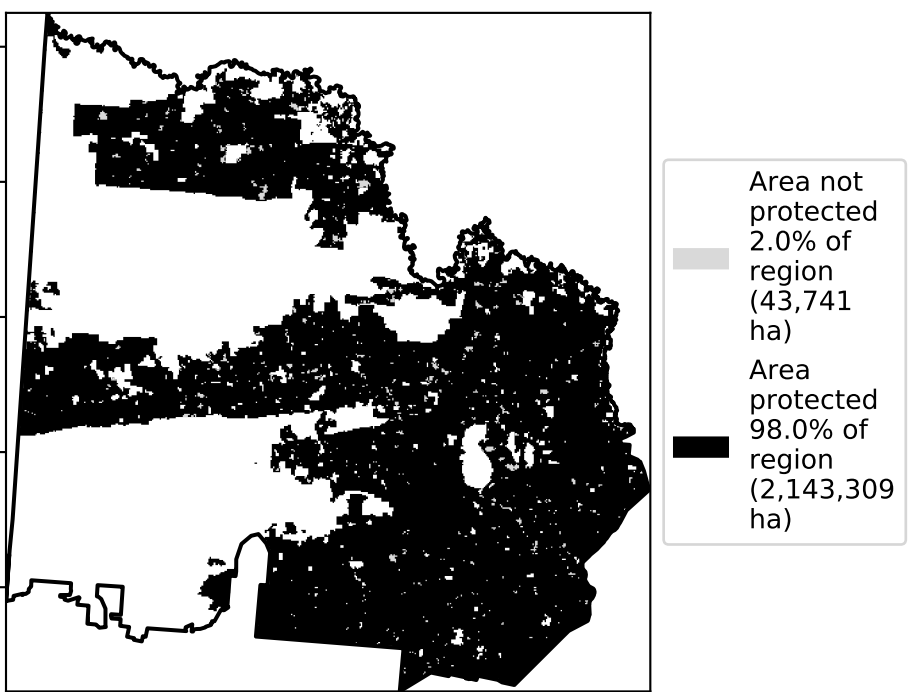 Area not
protected
2.0% of
region
(43,741
ha)
Area
protected
98.0% of
region
(2,143,309
ha)